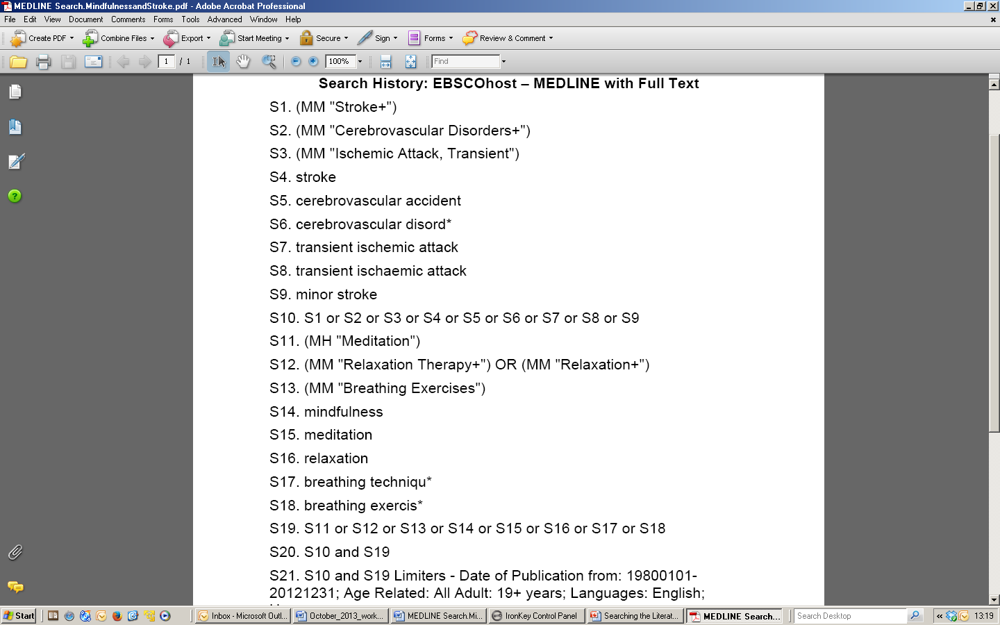 MEDLINE Search.MindfulnessandStroke.pdf - Adobe Acrobat Professional
File Edit View Document Comments Forms Tools Advanced Window Help
Create PDF Combine Files Export Start Meeting Secure Sign Forms Review & Comment
1 / 1 100% Find
Search History: EBSCOhost – MEDLINE with Full Text
S1. (MM "Stroke+")
S2. (MM "Cerebrovascular Disorders+")
S3. (MM "Ischemic Attack, Transient")
S4. stroke
S5. cerebrovascular accident
S6. cerebrovascular disord*
S7. transient ischemic attack
S8. transient ischaemic attack
S9. minor stroke
S10. S1 or S2 or S3 or S4 or S5 or S6 or S7 or S8 or S9
S11. (MH "Meditation")
S12. (MM "Relaxation Therapy+") OR (MM "Relaxation+")
S13. (MM "Breathing Exercises")
S14. mindfulness
S15. meditation
S16. relaxation
S17. breathing techniqu*
S18. breathing exercis*
S19. S11 or S12 or S13 or S14 or S15 or S16 or S17 or S18
S20. S10 and S19
S21. S10 and S19 Limiters - Date of Publication from: 19800101-
20121231; Age Related: All Adult: 19+ years; Languages: English;
Start Inbox - Microsoft Outl... October_2013_work... MEDLINE Search.Mi... IronKey Control Panel Searching the Literat... MEDLINE Search... Search Desktop « 13:19